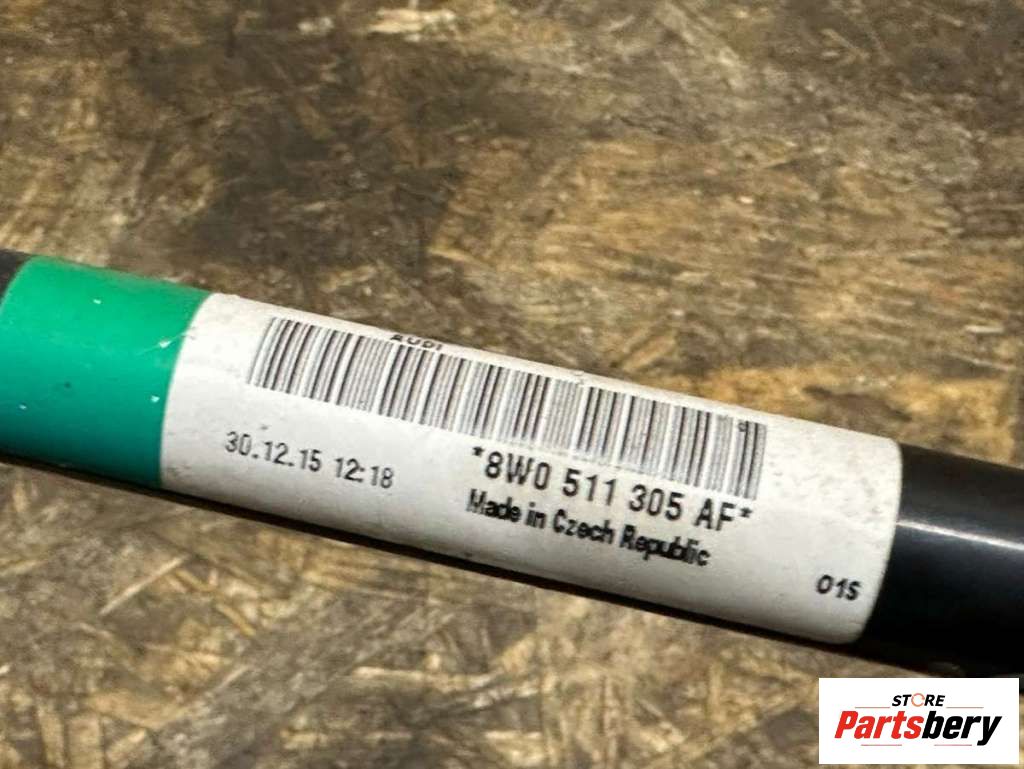 AUDI
30.12.15 12:18
*8W0 511 305 AF*
Made in Czech Republic
01S
STORE
Partsbery